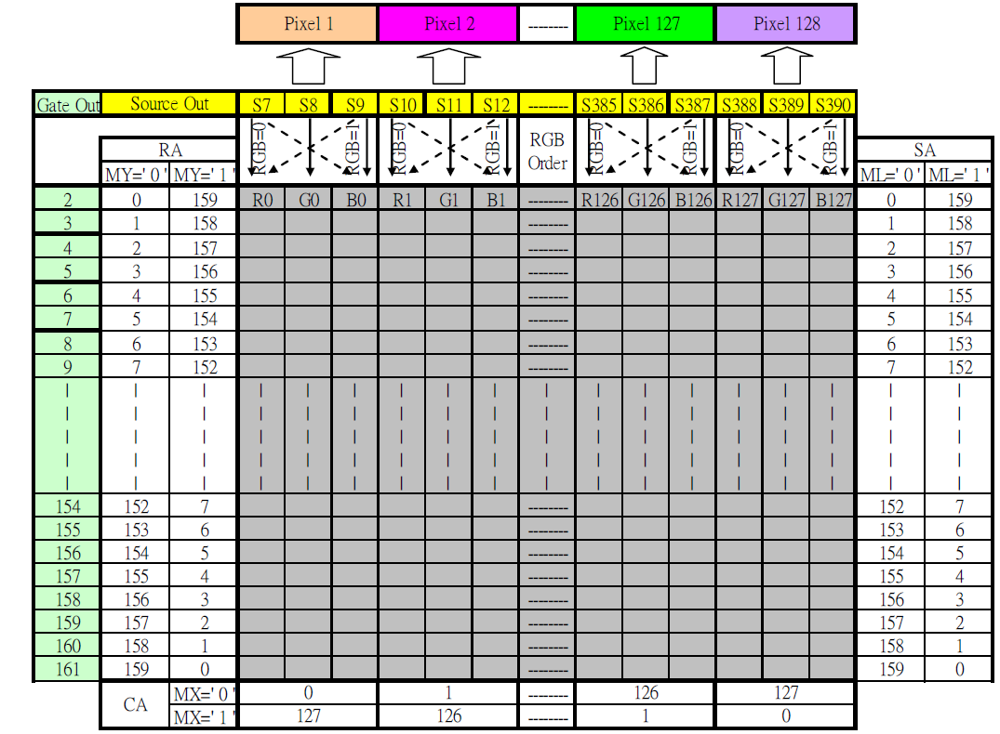 Pixel 1 Pixel 2 -------- Pixel 127 Pixel 128
Gate Out Source Out S7 S8 S9 S10 S11 S12 -------- S385 S386 S387 S388 S389 S390
RGB=0 RGB=1 RGB=0 RGB=1 RGB Order RGB=0 RGB=1 RGB=0 RGB=1
RA SA
MY='0' MY='1' ML='0' ML='1'
2 0 159 R0 G0 B0 R1 G1 B1 -------- R126 G126 B126 R127 G127 B127 0 159
3 1 158 -------- 1 158
4 2 157 -------- 2 157
5 3 156 -------- 3 156
6 4 155 -------- 4 155
7 5 154 -------- 5 154
8 6 153 -------- 6 153
9 7 152 -------- 7 152
| | | | | | | | | | | | | | | | |
| | | | | | | | | | | | | | | | |
| | | | | | | | | | | | | | | | |
| | | | | | | | | | | | | | | | |
| | | | | | | | | | | | | | | | |
154 152 7 -------- 152 7
155 153 6 -------- 153 6
156 154 5 -------- 154 5
157 155 4 -------- 155 4
158 156 3 -------- 156 3
159 157 2 -------- 157 2
160 158 1 -------- 158 1
161 159 0 -------- 159 0
CA MX='0' 0 1 -------- 126 127
MX='1' 127 126 -------- 1 0